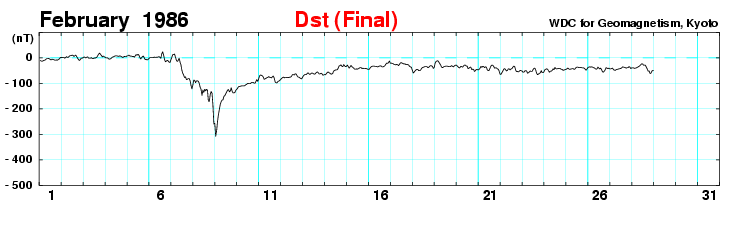 February 1986 Dst (Final) WDC for Geomagnetism, Kyoto
(nT)
0
- 100
- 200
- 300
- 400
- 500
1 6 11 16 21 26 31